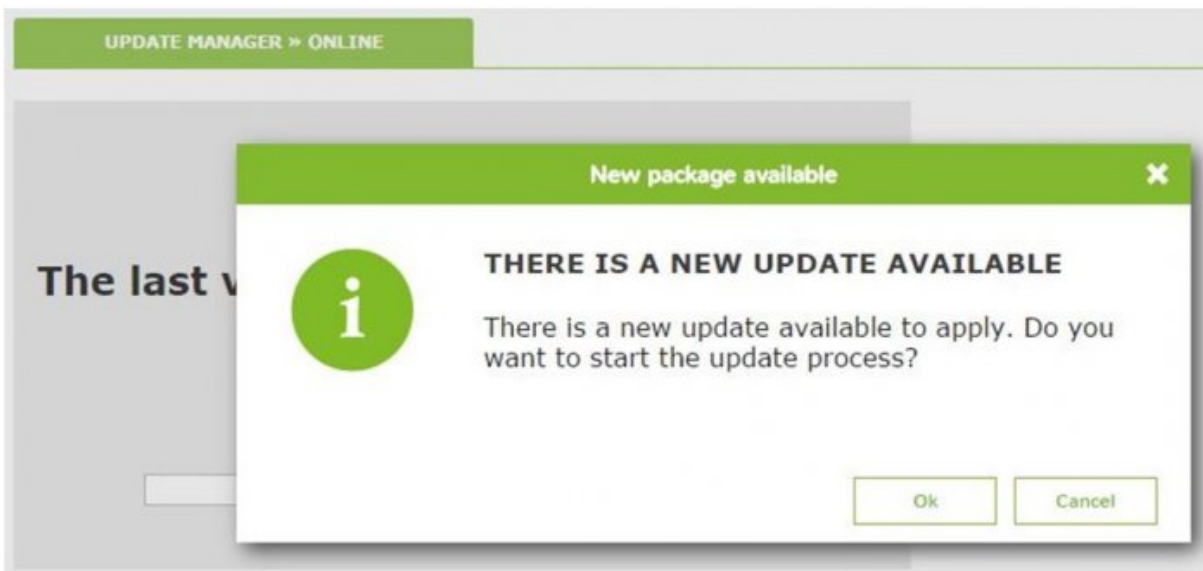 UPDATE MANAGER » ONLINE
New package available
The last
THERE IS A NEW UPDATE AVAILABLE
There is a new update available to apply. Do you
want to start the update process?
Ok
Cancel